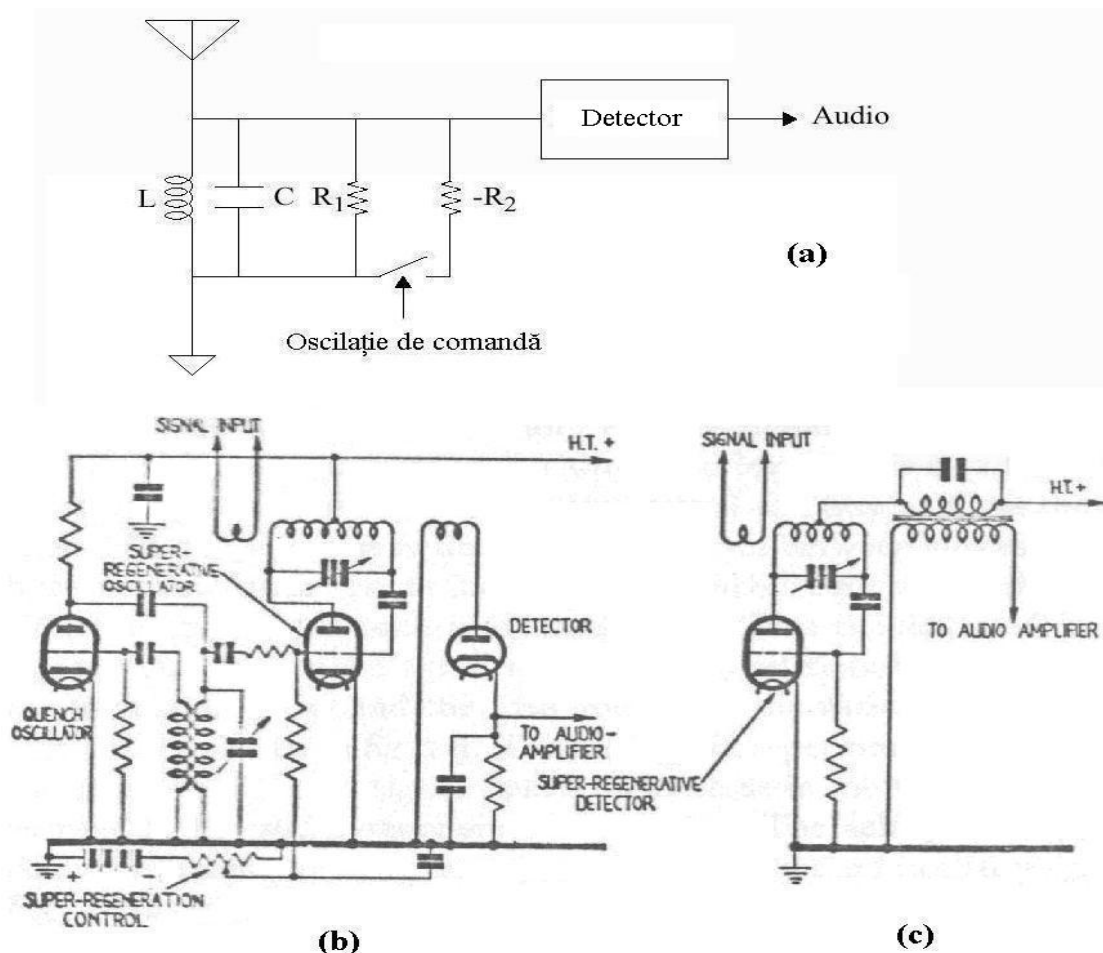 Detector
Audio
L
C
R1
-R2
(a)
Oscilație de comandă
SIGNAL INPUT
H.T. +
SUPER-
REGENERATIVE
OSCILLATOR
DETECTOR
QUENCH
OSCILLATOR
TO AUDIO-
AMPLIFIER
+
-
SUPER-REGENERATION
CONTROL
(b)
SIGNAL INPUT
H.T.+
TO AUDIO AMPLIFIER
SUPER-REGENERATIVE
DETECTOR
(c)